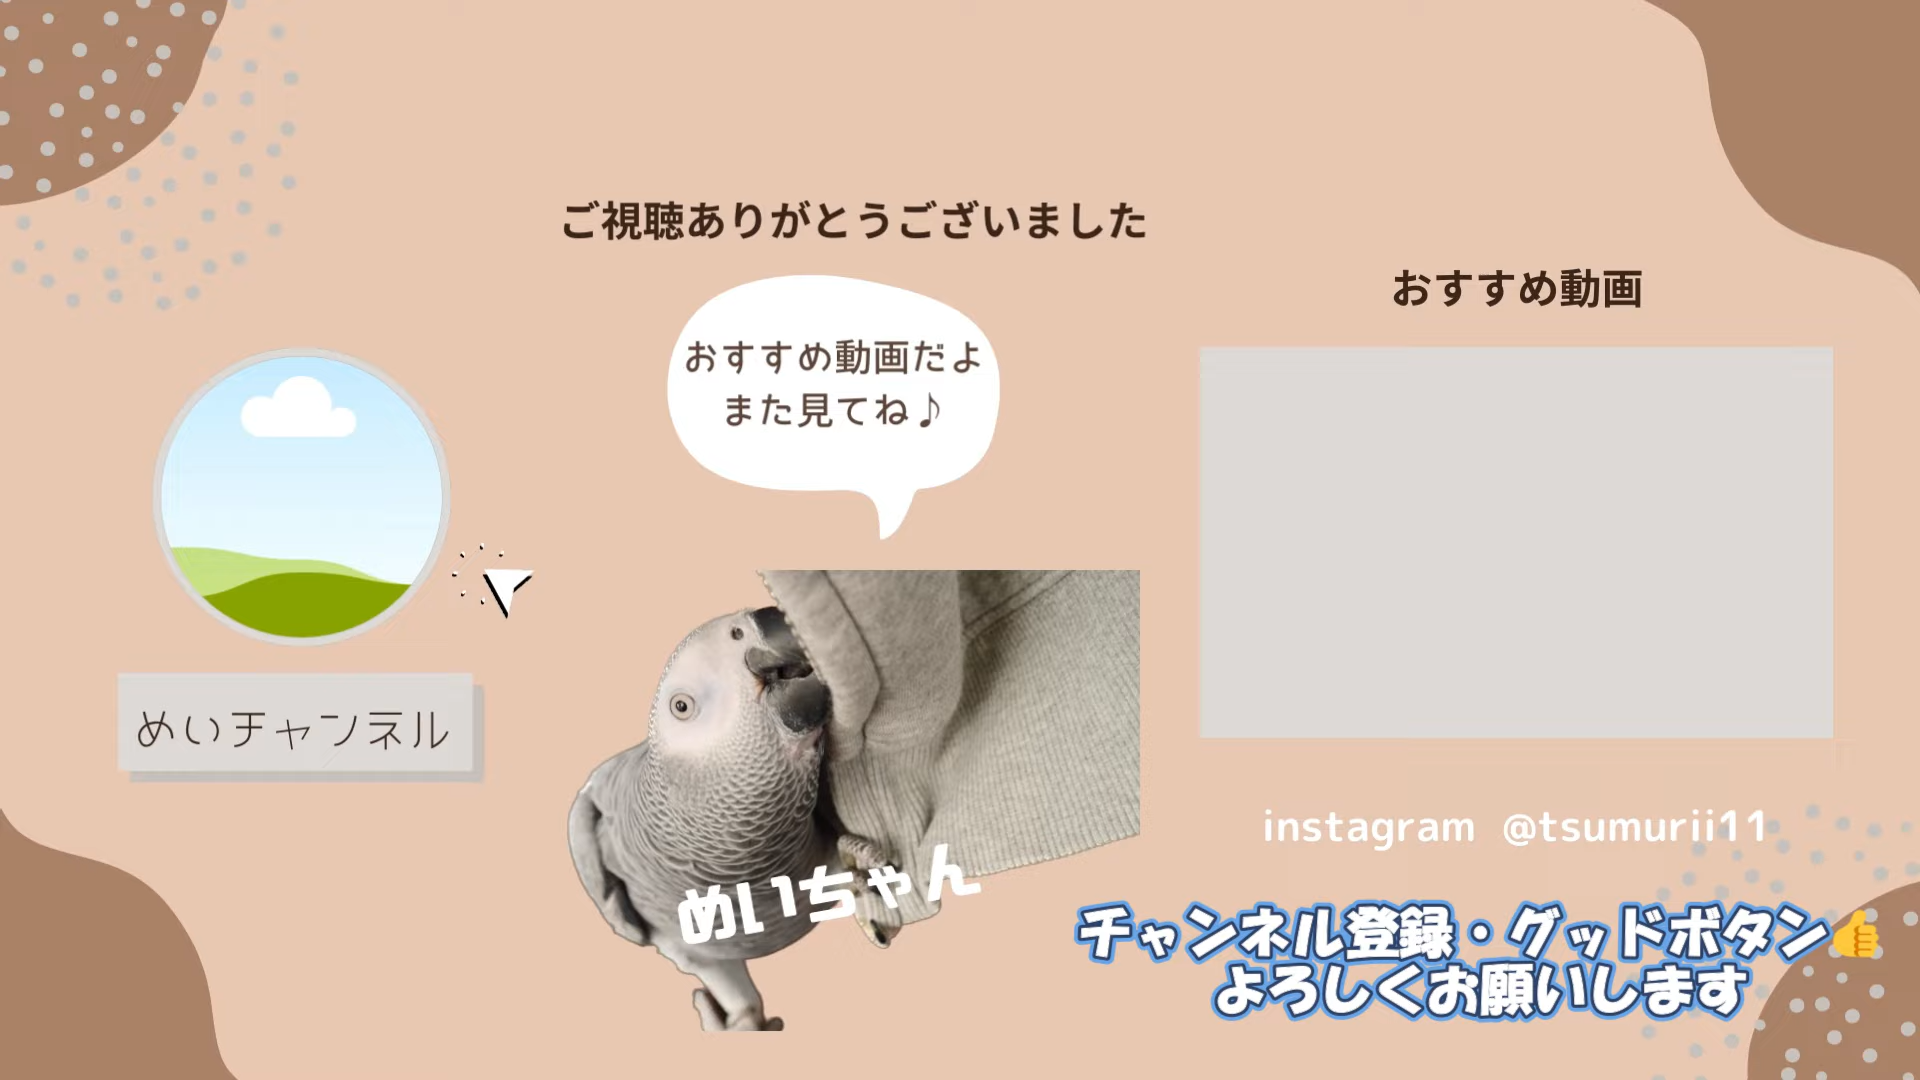 ご視聴ありがとうございました
おすすめ動画だよ
また見てね♪
おすすめ動画
めいチャンネル
めいちゃん
instagram @tsumurii11
チャンネル登録・グッドボタン👍
よろしくお願いします